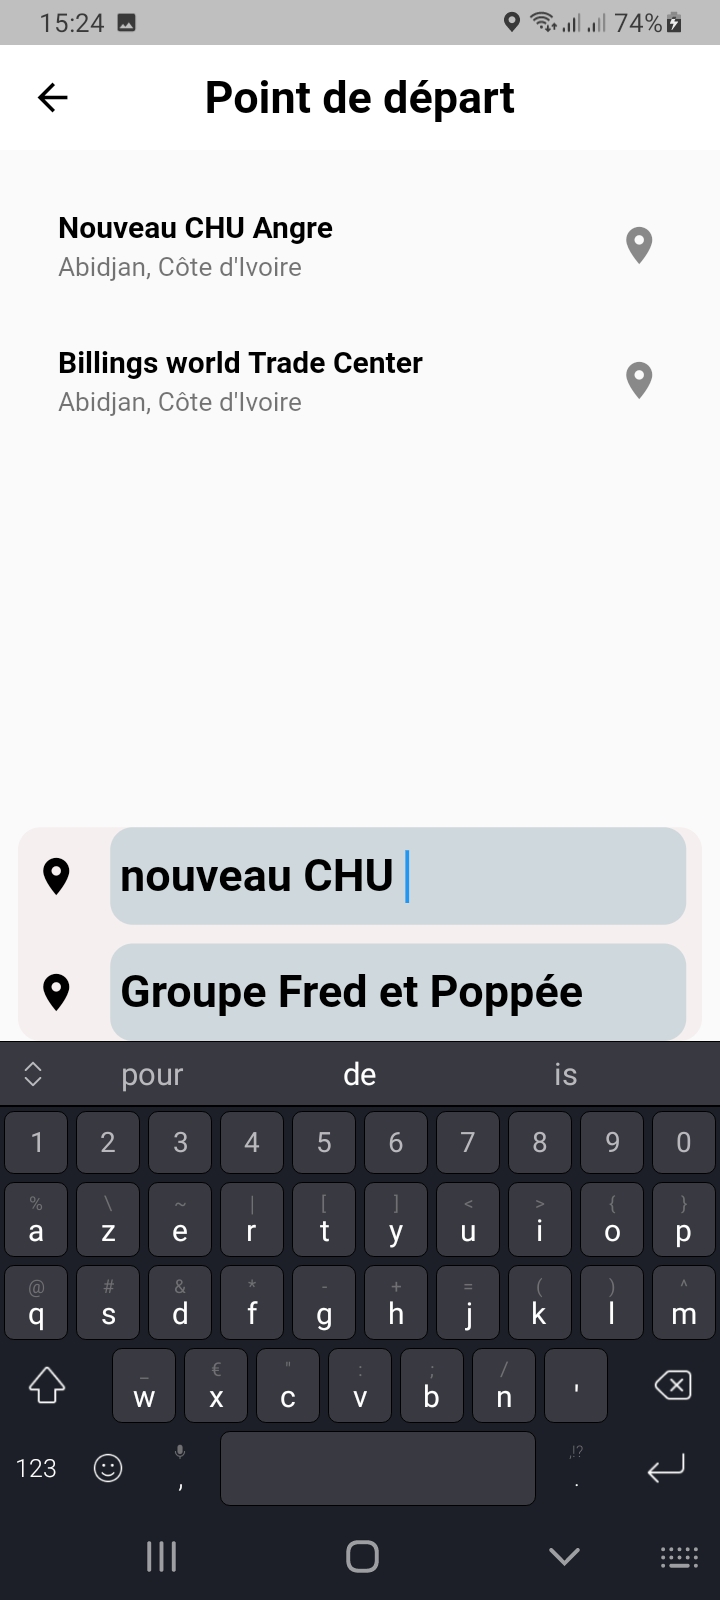 15:24 74%
Point de départ
Nouveau CHU Angre
Abidjan, Côte d'Ivoire
Billings world Trade Center
Abidjan, Côte d'Ivoire
nouveau CHU
Groupe Fred et Poppée
pour de is
1 2 3 4 5 6 7 8 9 0
% \ ~ | [ ] < > { }
a z e r t y u i o p
@ # & * - + = ( ) ^
q s d f g h j k l m
_ € " : ; /
w x c v b n '
,!?
123 , .